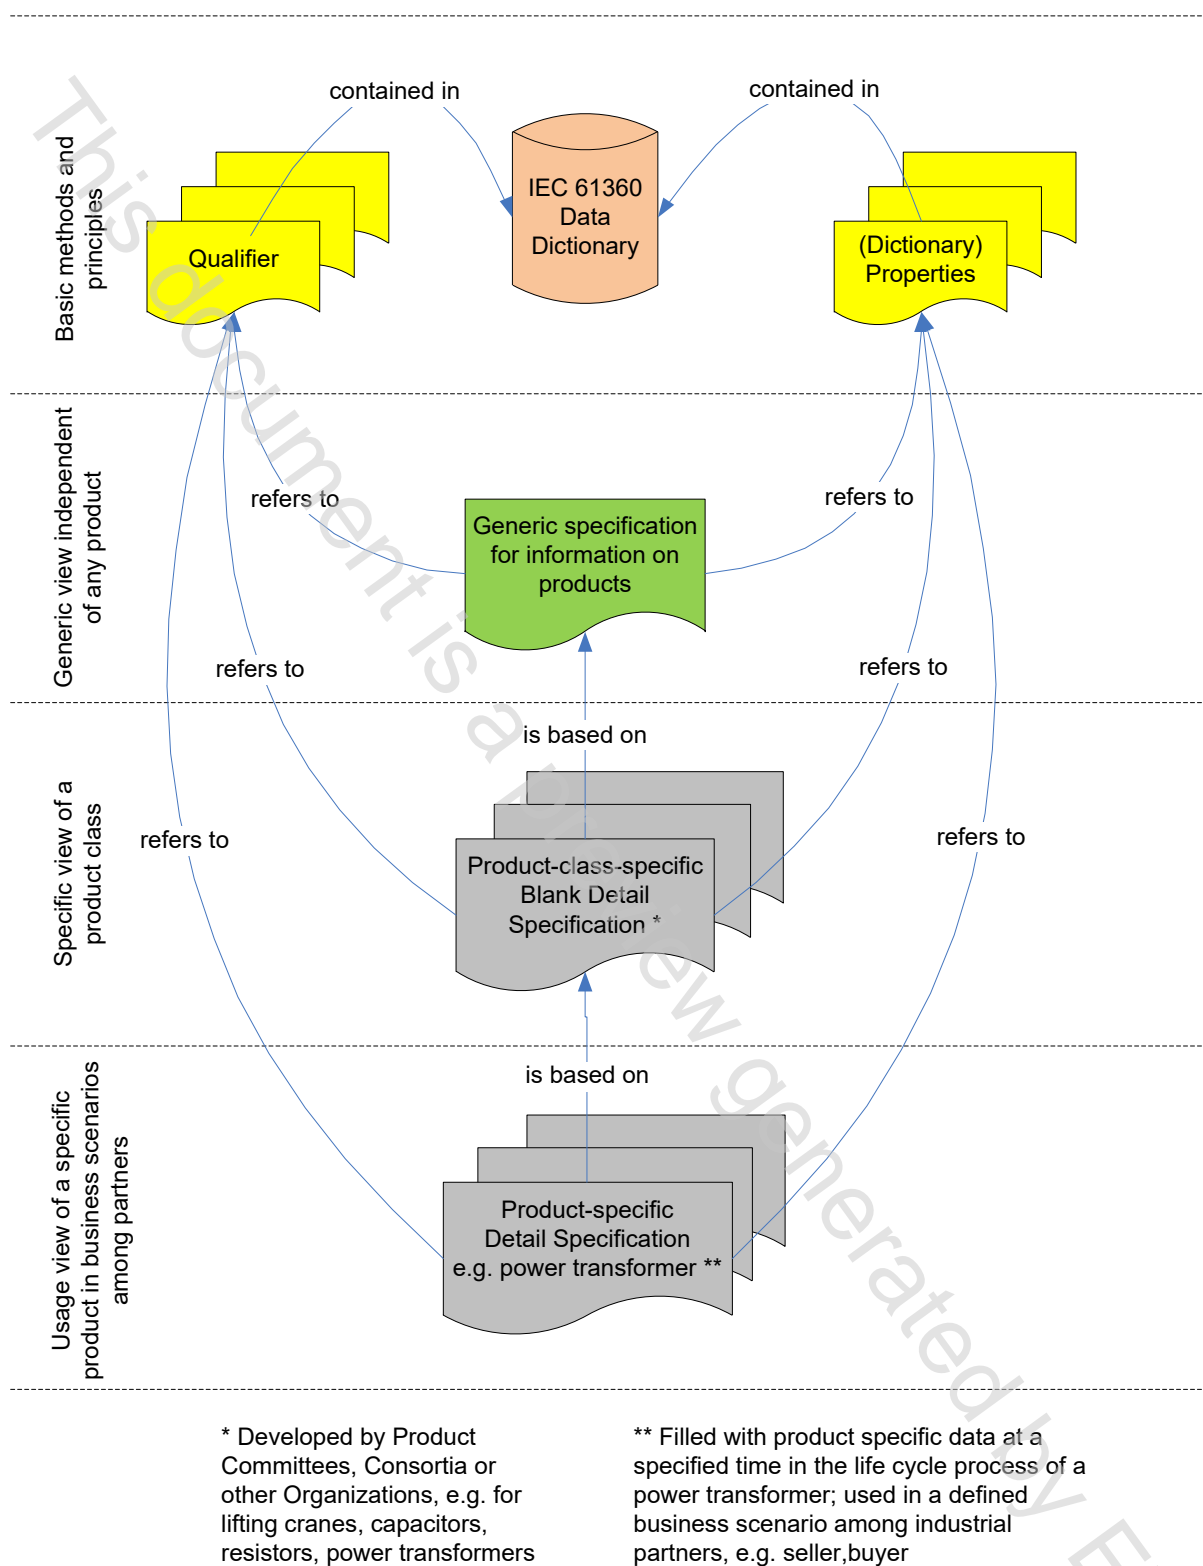 contained in
contained in
Basic methods and
principles
IEC 61360
Data
Dictionary
Qualifier
(Dictionary)
Properties
Generic view independent
of any product
refers to
refers to
Generic specification
for information on
products
refers to
refers to
is based on
Specific view of a
product class
refers to
refers to
Product-class-specific
Blank Detail
Specification *
is based on
Usage view of a specific
product in business scenarios
among partners
Product-specific
Detail Specification
e.g. power transformer **
* Developed by Product
Committees, Consortia or
other Organizations, e.g. for
lifting cranes, capacitors,
resistors, power transformers
** Filled with product specific data at a
specified time in the life cycle process of a
power transformer; used in a defined
business scenario among industrial
partners, e.g. seller,buyer
This document is a preview generated by